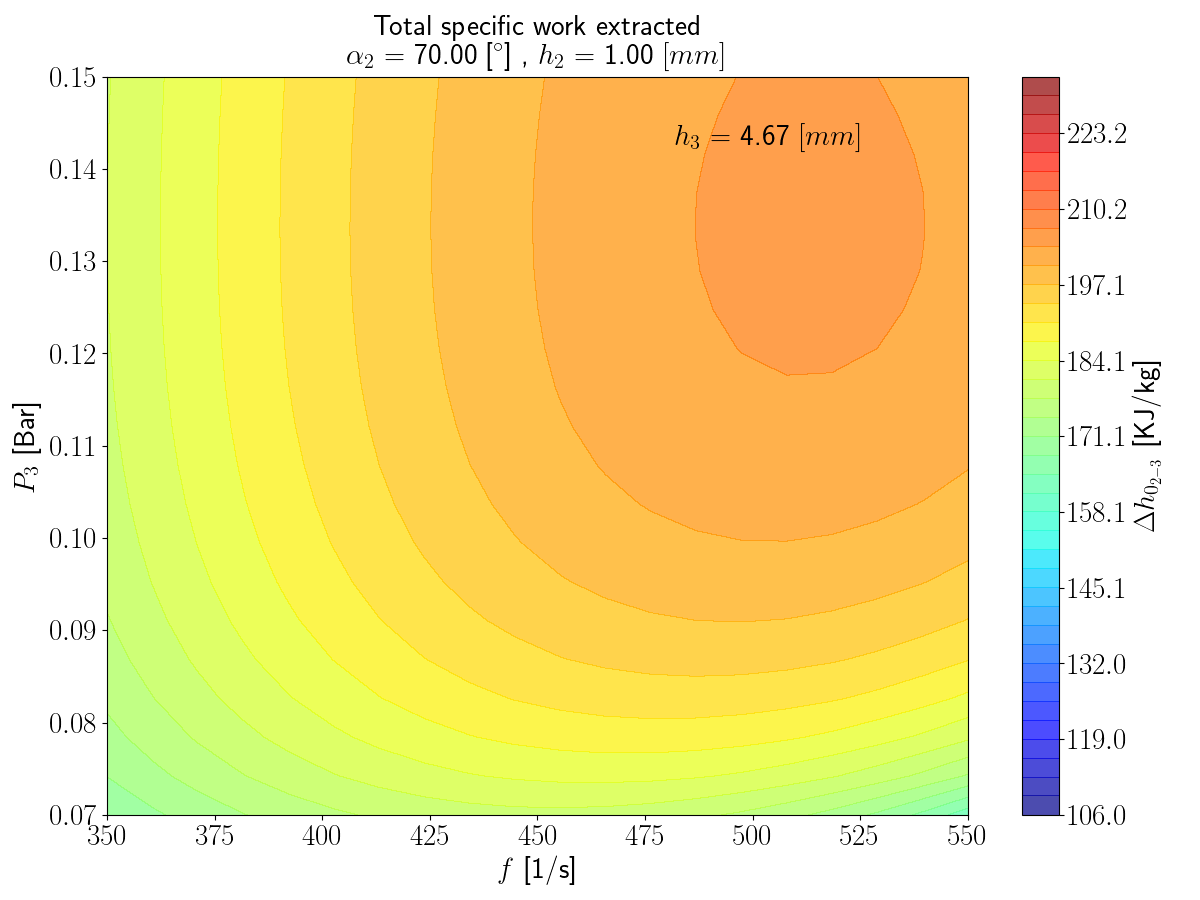 Total specific work extracted
α₂ = 70.00 [°] , h₂ = 1.00 [mm]
h₃ = 4.67 [mm]
0.15
0.14
0.13
0.12
0.11
0.10
0.09
0.08
0.07
P₃ [Bar]
350 375 400 425 450 475 500 525 550
f [1/s]
223.2
210.2
197.1
184.1
171.1
158.1
145.1
132.0
119.0
106.0
Δh₀₂₋₃ [KJ/kg]